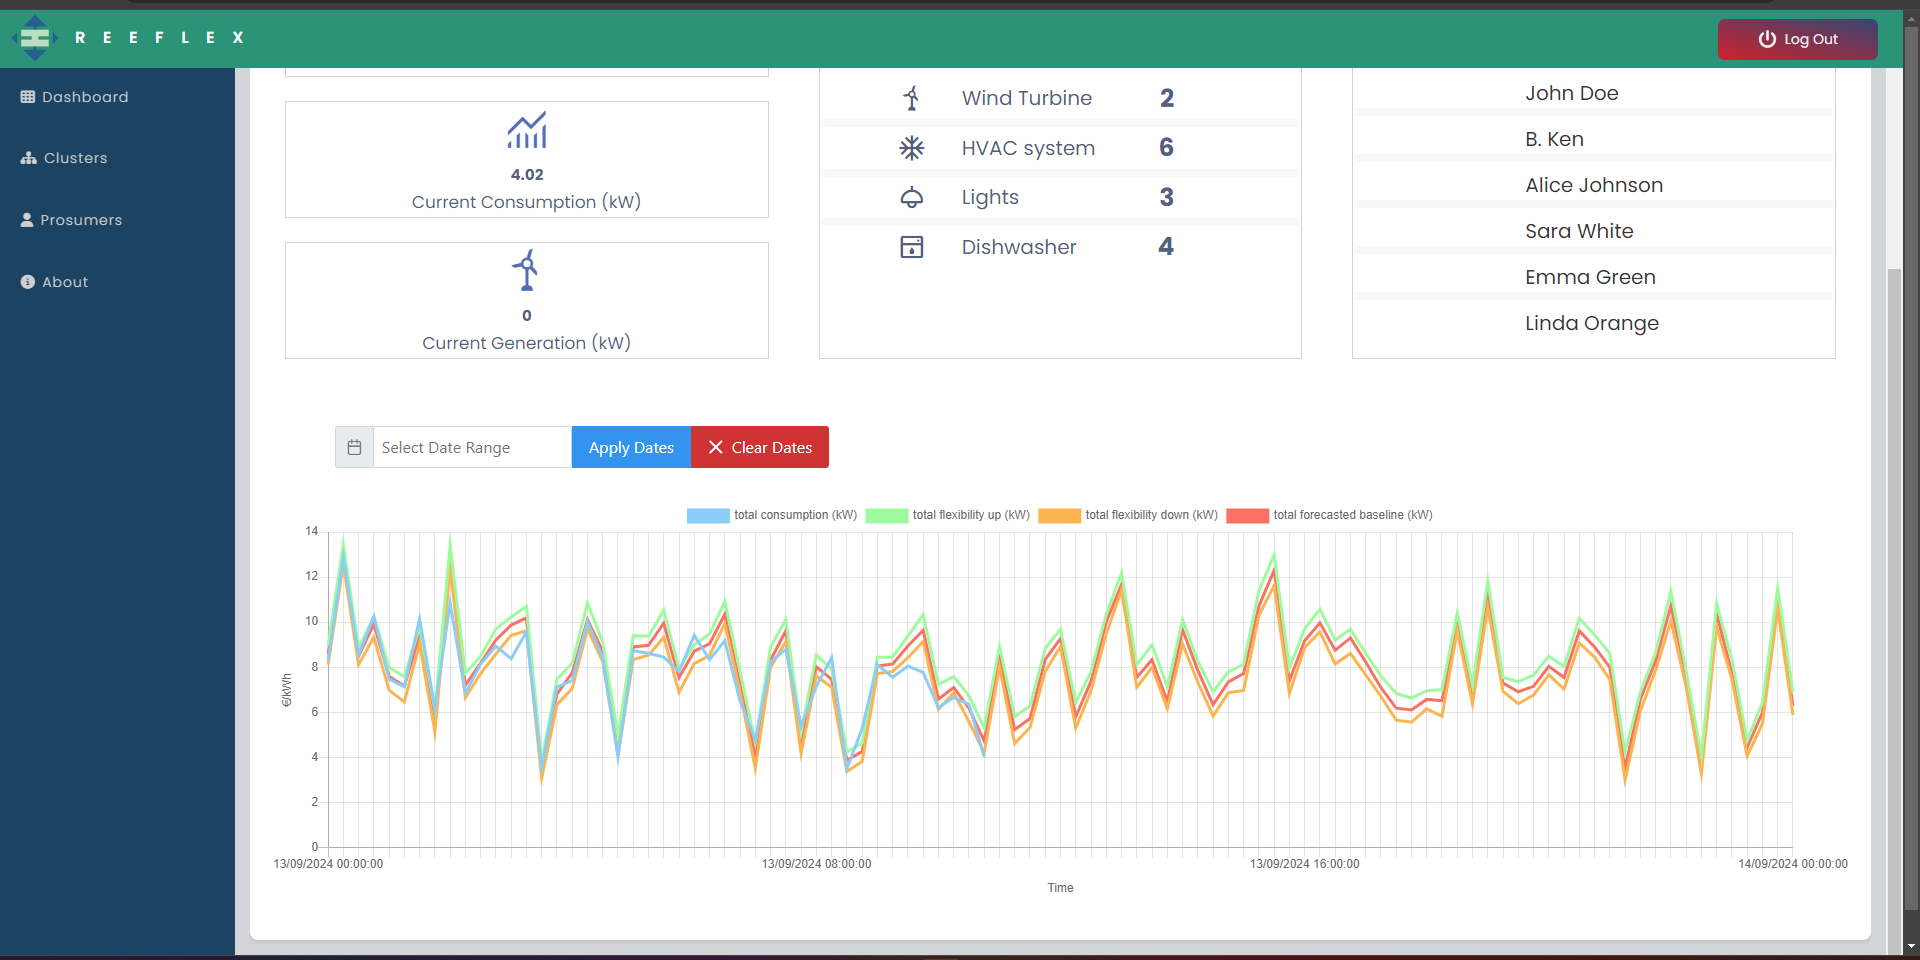 REEFLEX
Log Out
Dashboard
Clusters
Prosumers
About
4.02
Current Consumption (kW)
0
Current Generation (kW)
Wind Turbine 2
HVAC system 6
Lights 3
Dishwasher 4
John Doe
B. Ken
Alice Johnson
Sara White
Emma Green
Linda Orange
Select Date Range
Apply Dates
Clear Dates
total consumption (kW) total flexibility up (kW) total flexibility down (kW) total forecasted baseline (kW)
14
12
10
8
6
4
2
0
€/kWh
13/09/2024 00:00:00 13/09/2024 08:00:00 13/09/2024 16:00:00 14/09/2024 00:00:00
Time